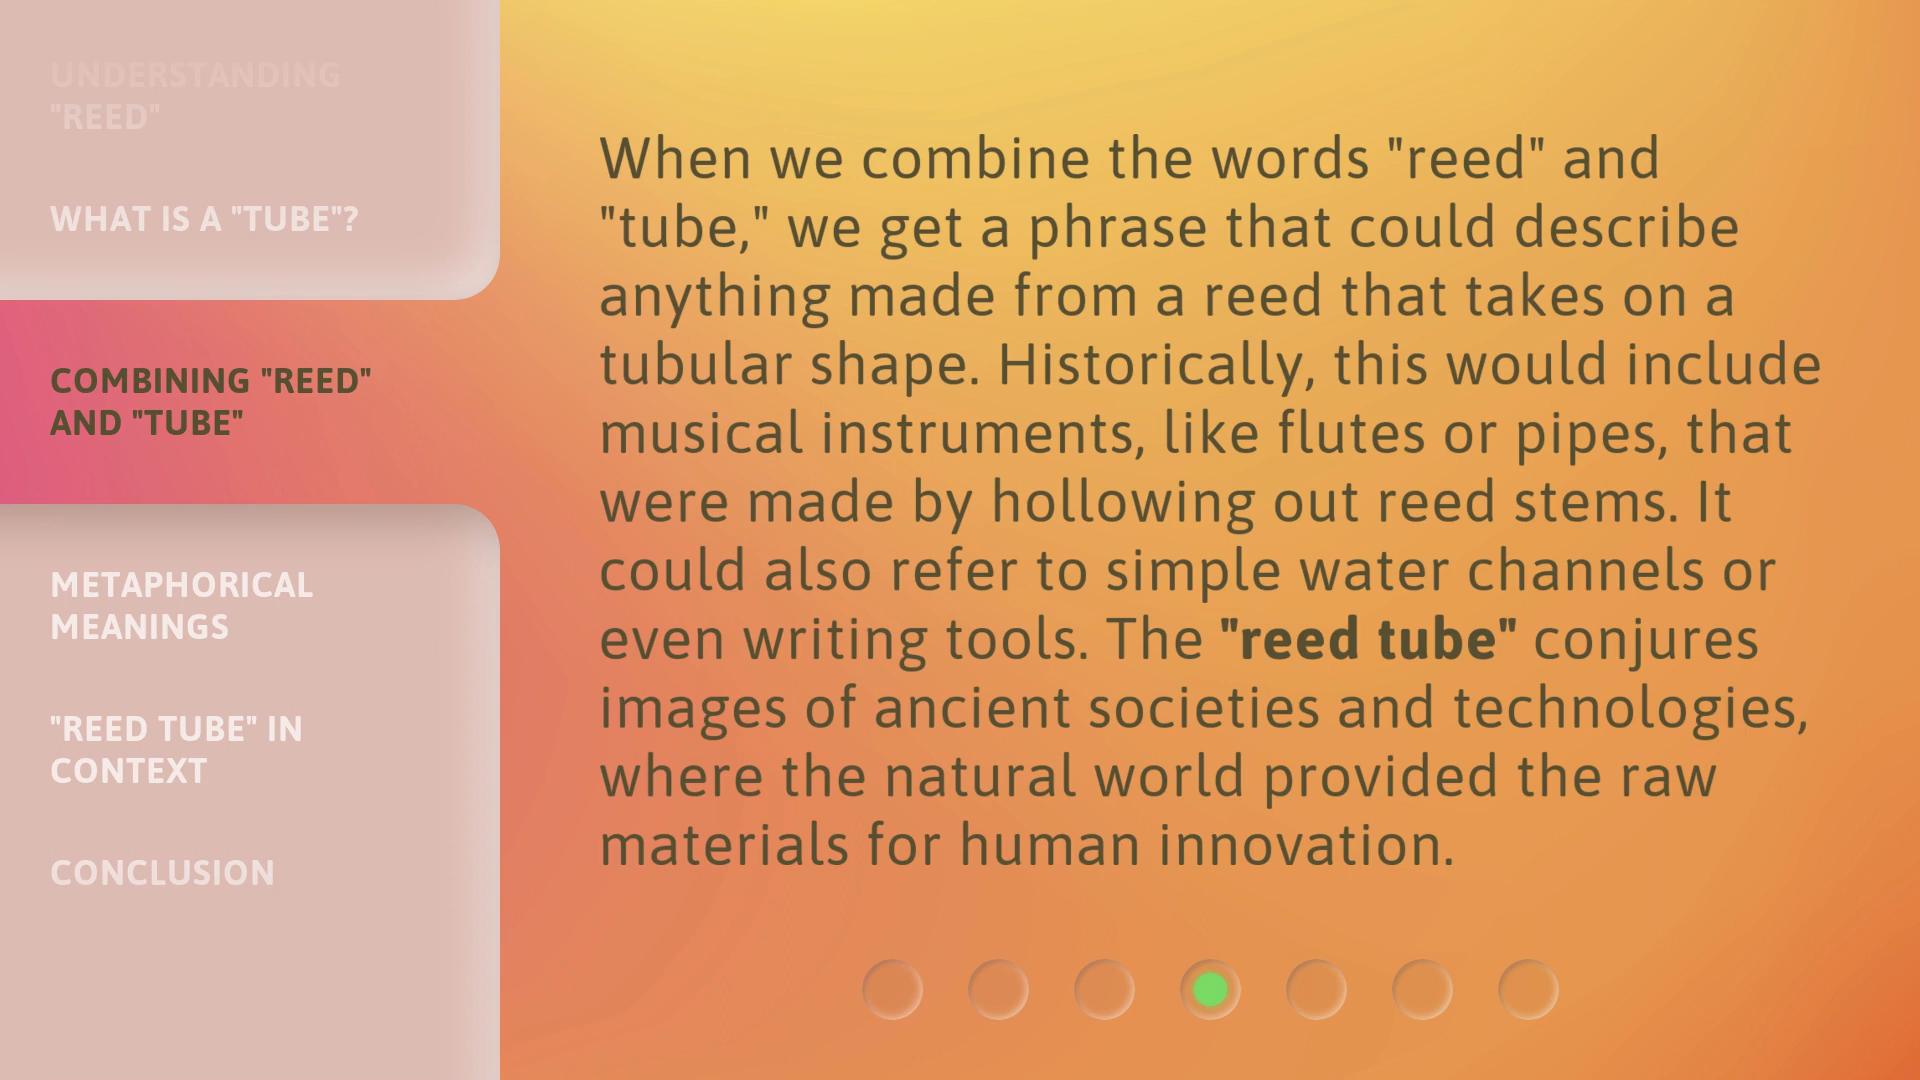 UNDERSTANDING
"REED"
WHAT IS A "TUBE"?
COMBINING "REED"
AND "TUBE"
METAPHORICAL
MEANINGS
"REED TUBE" IN
CONTEXT
CONCLUSION
When we combine the words "reed" and
"tube," we get a phrase that could describe
anything made from a reed that takes on a
tubular shape. Historically, this would include
musical instruments, like flutes or pipes, that
were made by hollowing out reed stems. It
could also refer to simple water channels or
even writing tools. The "reed tube" conjures
images of ancient societies and technologies,
where the natural world provided the raw
materials for human innovation.